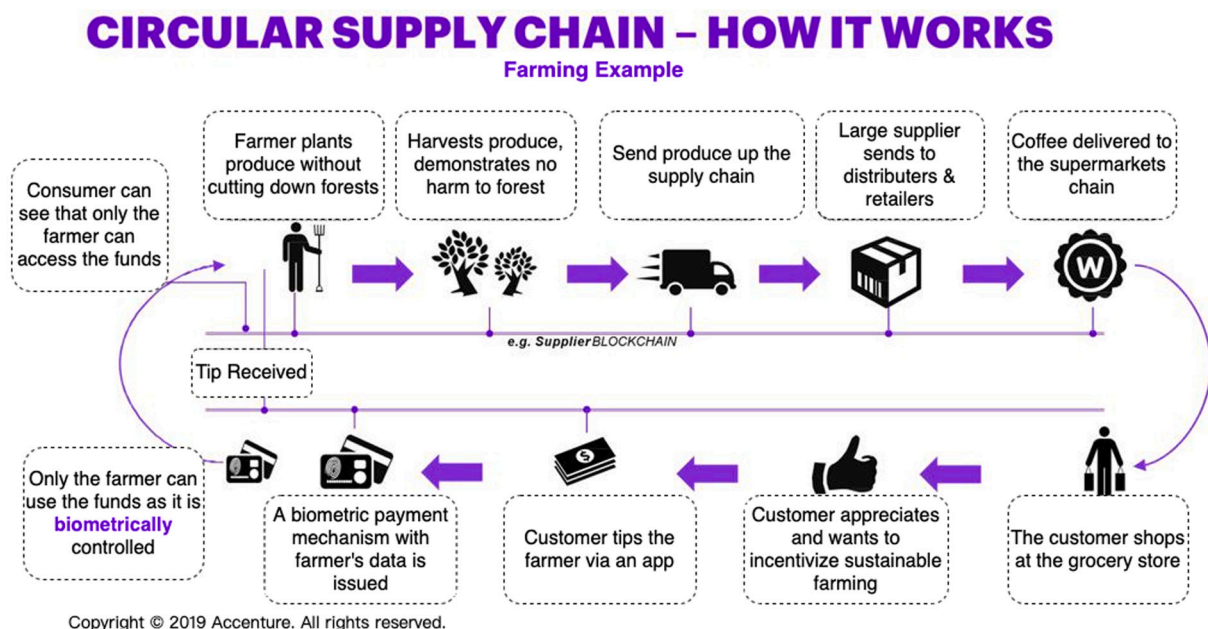 CIRCULAR SUPPLY CHAIN – HOW IT WORKS
Farming Example
Consumer can
see that only the
farmer can
access the funds
Farmer plants
produce without
cutting down forests
Harvests produce,
demonstrates no
harm to forest
Send produce up the
supply chain
Large supplier
sends to
distributers &
retailers
Coffee delivered to
the supermarkets
chain
W
e.g. SupplierBLOCKCHAIN
Tip Received
$
Only the farmer can
use the funds as it is
biometrically
controlled
A biometric payment
mechanism with
farmer's data is
issued
Customer tips the
farmer via an app
Customer appreciates
and wants to
incentivize sustainable
farming
The customer shops
at the grocery store
Copyright © 2019 Accenture. All rights reserved.